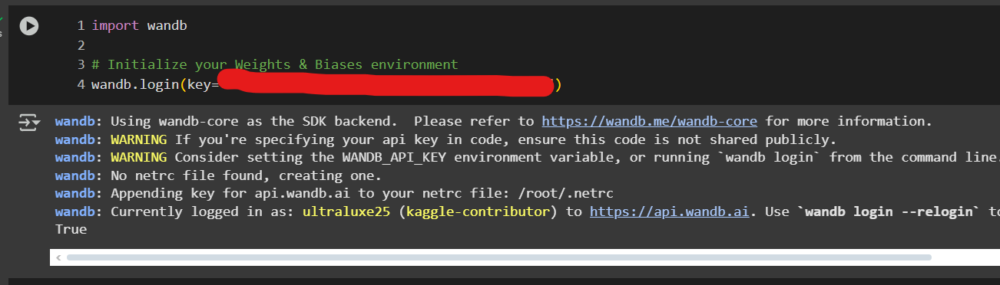 1 import wandb
2
3 # Initialize your Weights & Biases environment
4 wandb.login(key= )
wandb: Using wandb-core as the SDK backend.  Please refer to https://wandb.me/wandb-core for more information.
wandb: WARNING If you're specifying your api key in code, ensure this code is not shared publicly.
wandb: WARNING Consider setting the WANDB_API_KEY environment variable, or running `wandb login` from the command line.
wandb: No netrc file found, creating one.
wandb: Appending key for api.wandb.ai to your netrc file: /root/.netrc
wandb: Currently logged in as: ultraluxe25 (kaggle-contributor) to https://api.wandb.ai. Use `wandb login --relogin`
True